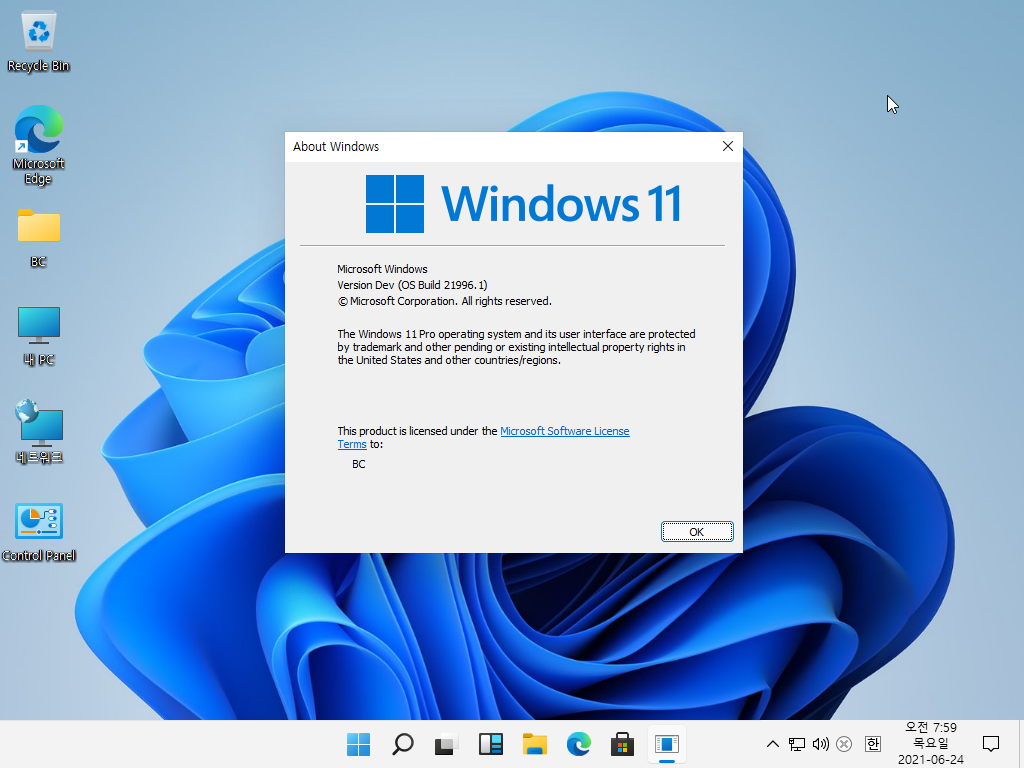 Recycle Bin
Microsoft
Edge
BC
내 PC
네트워크
Control Panel
About Windows
Windows 11
Microsoft Windows
Version Dev (OS Build 21996.1)
© Microsoft Corporation. All rights reserved.
The Windows 11 Pro operating system and its user interface are protected
by trademark and other pending or existing intellectual property rights in
the United States and other countries/regions.
This product is licensed under the Microsoft Software License
Terms to:
BC
OK
한
오전 7:59
목요일
2021-06-24